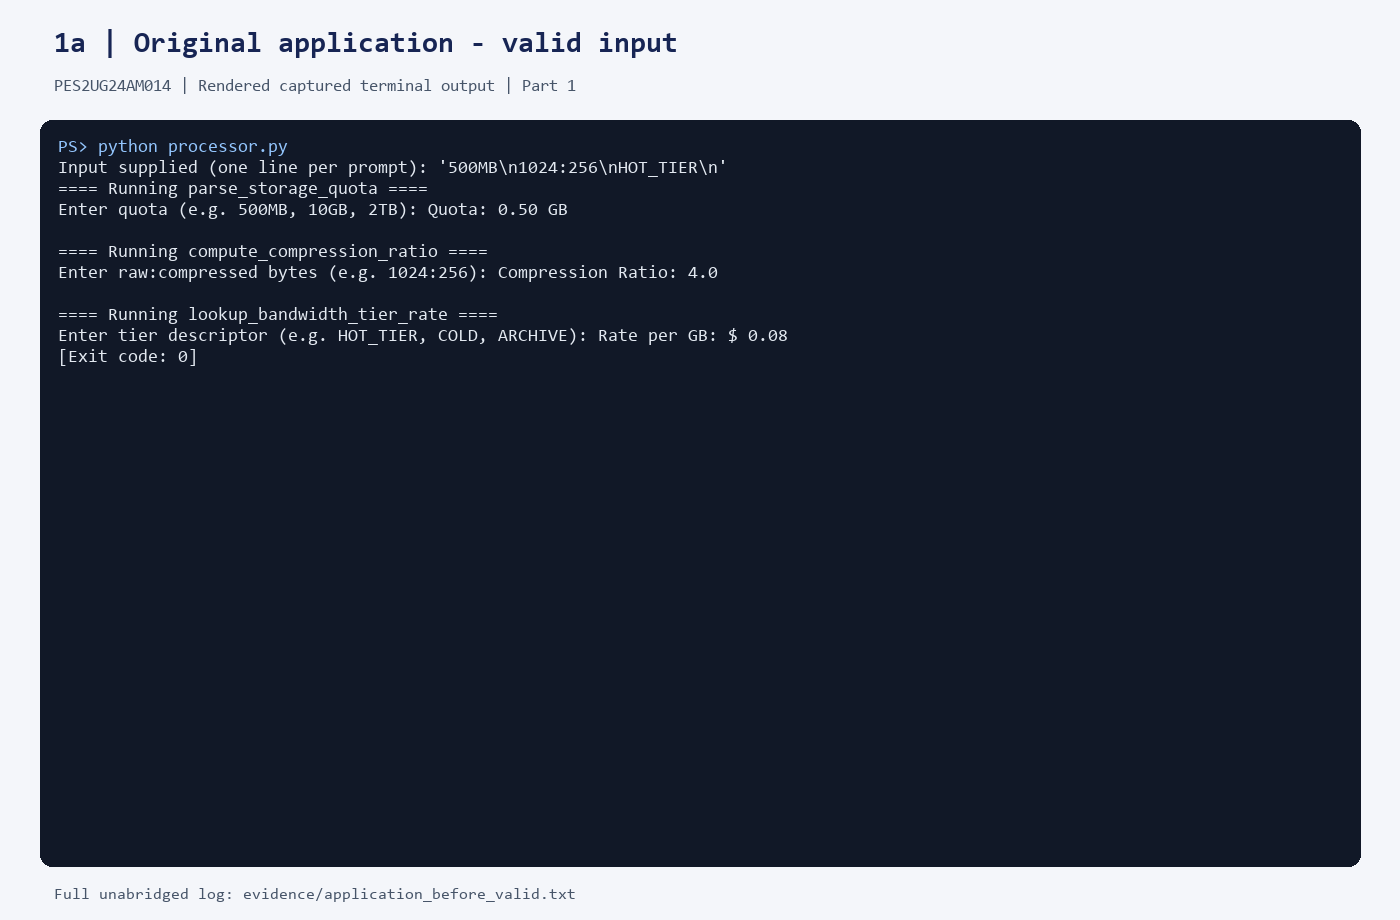 1a | Original application - valid input
PES2UG24AM014 | Rendered captured terminal output | Part 1
PS> python processor.py
Input supplied (one line per prompt): '500MB\n1024:256\nHOT_TIER\n'
==== Running parse_storage_quota ====
Enter quota (e.g. 500MB, 10GB, 2TB): Quota: 0.50 GB
==== Running compute_compression_ratio ====
Enter raw:compressed bytes (e.g. 1024:256): Compression Ratio: 4.0
==== Running lookup_bandwidth_tier_rate ====
Enter tier descriptor (e.g. HOT_TIER, COLD, ARCHIVE): Rate per GB: $ 0.08
[Exit code: 0]
Full unabridged log: evidence/application_before_valid.txt